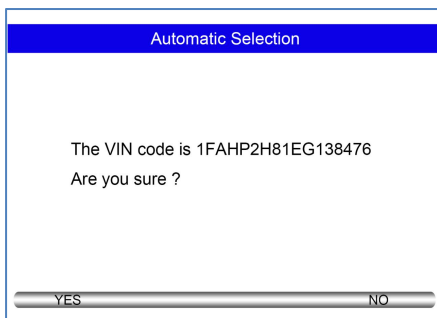 Automatic Selection
The VIN code is 1FAHP2H81EG138476
Are you sure ?
YES NO